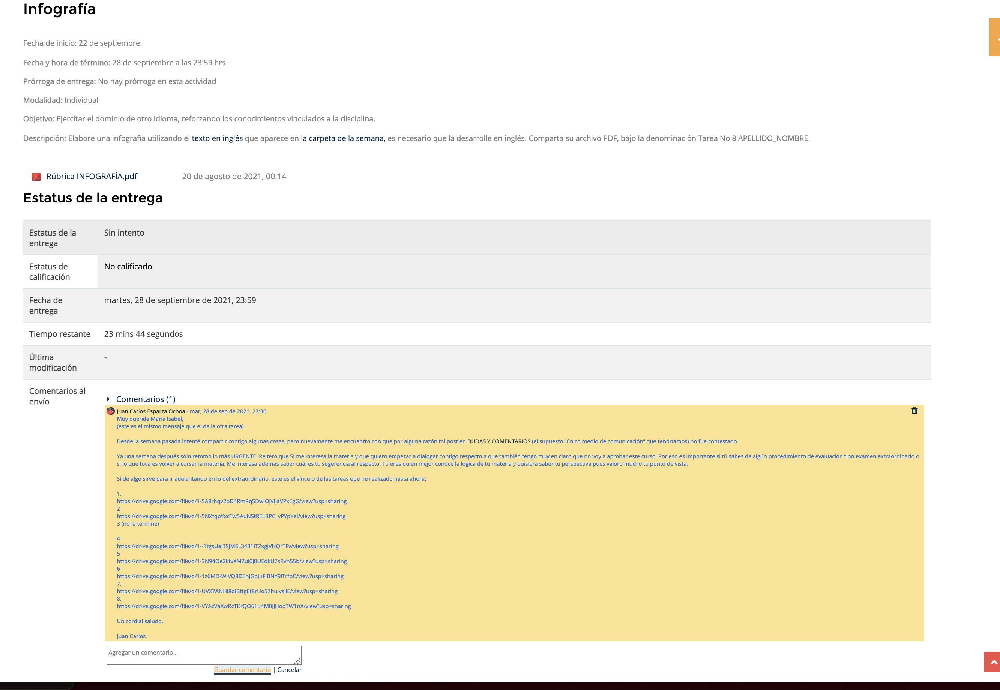 Infografía
Fecha de inicio: 22 de septiembre.
Fecha y hora de término: 28 de septiembre a las 23:59 hrs
Prórroga de entrega: No hay prórroga en esta actividad
Modalidad: Individual
Objetivo: Ejercitar el dominio de otro idioma, reforzando los conocimientos vinculados a la disciplina.
Descripción: Elabore una infografía utilizando el texto en inglés que aparece en la carpeta de la semana, es necesario que la desarrolle en inglés. Comparta su archivo PDF, bajo la denominación Tarea No 8 APELLIDO_NOMBRE.
Rúbrica INFOGRAFÍA.pdf 20 de agosto de 2021, 00:14
Estatus de la entrega
Estatus de la entrega Sin intento
Estatus de calificación No calificado
Fecha de entrega martes, 28 de septiembre de 2021, 23:59
Tiempo restante 23 mins 44 segundos
Última modificación -
Comentarios al envío
Comentarios (1)
Juan Carlos Esparza Ochoa - mar, 28 de sep de 2021, 23:36
Muy querida María Isabel,
(este es el mismo mensaje que el de la otra tarea)
Desde la semana pasada intenté compartir contigo algunas cosas, pero nuevamente me encuentro con que por alguna razón mi post en DUDAS Y COMENTARIOS (el supuesto “único medio de comunicación” que tendríamos) no fue contestado.
Ya una semana después sólo retomo lo más URGENTE. Reitero que SÍ me interesa la materia y que quiero empezar a dialogar contigo respecto a que también tengo muy en claro que no voy a aprobar este curso. Por eso es importante si tú sabes de algún procedimiento de evaluación tipo examen extraordinario o
si lo que toca es volver a cursar la materia. Me interesa además saber cuál es tu sugerencia al respecto. Tú eres quien mejor conoce la lógica de tu materia y quisiera saber tu perspectiva pues valoro mucho tu punto de vista.
Si de algo sirve para ir adelantando en lo del extraordinario, este es el vínculo de las tareas que he realizado hasta ahora:
1.
https://drive.google.com/file/d/1-5A8rhqv2pD4RmRqSDwlOjVIjaVPxEgG/view?usp=sharing
2
https://drive.google.com/file/d/1-5NXtqpYxcTw5AuNStRELBPC_vPYpYeI/view?usp=sharing
3 (no la terminé)
4
https://drive.google.com/file/d/1--1tgsUaJTSjMSL3431ITZxgjVNQrTFv/view?usp=sharing
5
https://drive.google.com/file/d/1-3N94Oe2ktvXMZui0J0UEdkU7sRvh55b/view?usp=sharing
6
https://drive.google.com/file/d/1-1z6MD-WiVQ8DEnJGbJuFlBNY9lTrfpC/view?usp=sharing
7.
https://drive.google.com/file/d/1-UVX7ANHl8olBttgEt8rUo57huJvsJiE/view?usp=sharing
8.
https://drive.google.com/file/d/1-VYAcVaXwRcTKrQO61u4M0JJHooTW1nX/view?usp=sharing
Un cordial saludo.
Juan Carlos
Agregar un comentario...
Guardar comentario | Cancelar